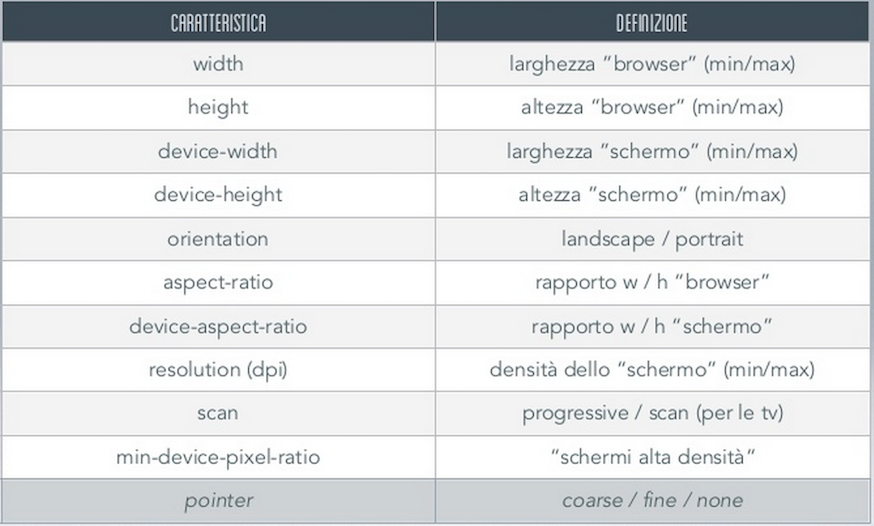 CARATTERISTICA DEFINIZIONE
width larghezza “browser” (min/max)
height altezza “browser” (min/max)
device-width larghezza “schermo” (min/max)
device-height altezza “schermo” (min/max)
orientation landscape / portrait
aspect-ratio rapporto w / h “browser”
device-aspect-ratio rapporto w / h “schermo”
resolution (dpi) densità dello “schermo” (min/max)
scan progressive / scan (per le tv)
min-device-pixel-ratio “schermi alta densità“
pointer coarse / fine / none